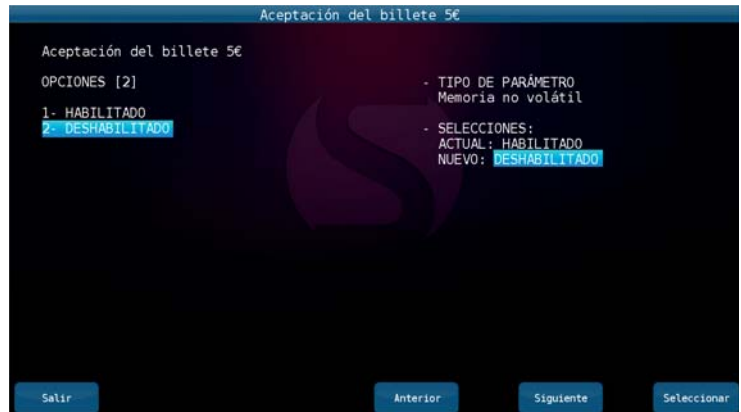 Aceptación del billete 5€
Aceptación del billete 5€
OPCIONES [2]
1- HABILITADO
2- DESHABILITADO
- TIPO DE PARÁMETRO
Memoria no volátil
- SELECCIONES:
ACTUAL: HABILITADO
NUEVO: DESHABILITADO
Salir
Anterior
Siguiente
Seleccionar